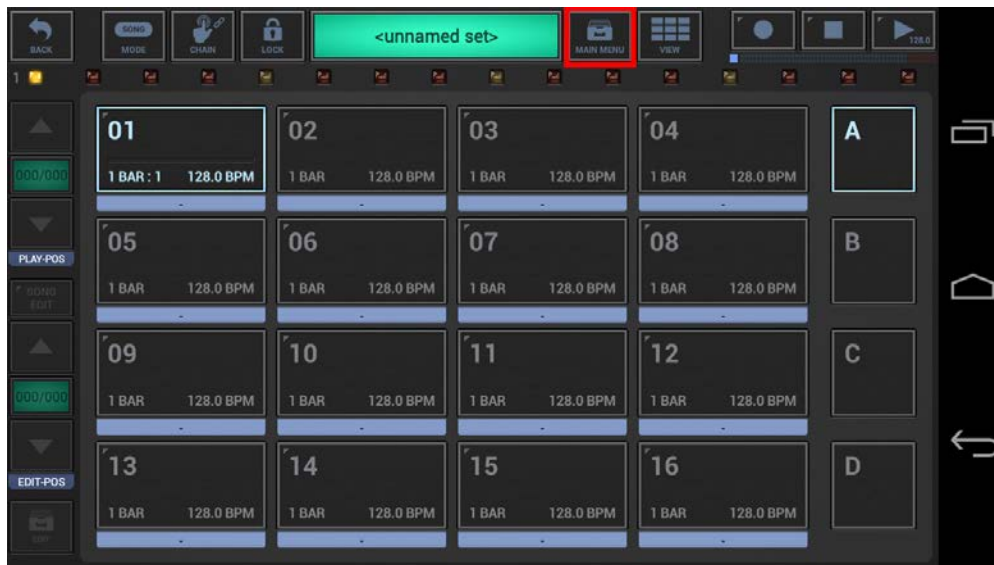 <unnamed set>
BACK
SONG
MODE
CHAIN
LOCK
MAIN MENU
VIEW
128.0
1
01
1 BAR : 1 128.0 BPM
-
02
1 BAR 128.0 BPM
-
03
1 BAR 128.0 BPM
-
04
1 BAR 128.0 BPM
-
A
000/000
PLAY-POS
05
1 BAR 128.0 BPM
-
06
1 BAR 128.0 BPM
-
07
1 BAR 128.0 BPM
-
08
1 BAR 128.0 BPM
-
B
SONG
EDIT
09
1 BAR 128.0 BPM
-
10
1 BAR 128.0 BPM
-
11
1 BAR 128.0 BPM
-
12
1 BAR 128.0 BPM
-
C
000/000
EDIT-POS
13
1 BAR 128.0 BPM
-
14
1 BAR 128.0 BPM
-
15
1 BAR 128.0 BPM
-
16
1 BAR 128.0 BPM
-
D
EDIT